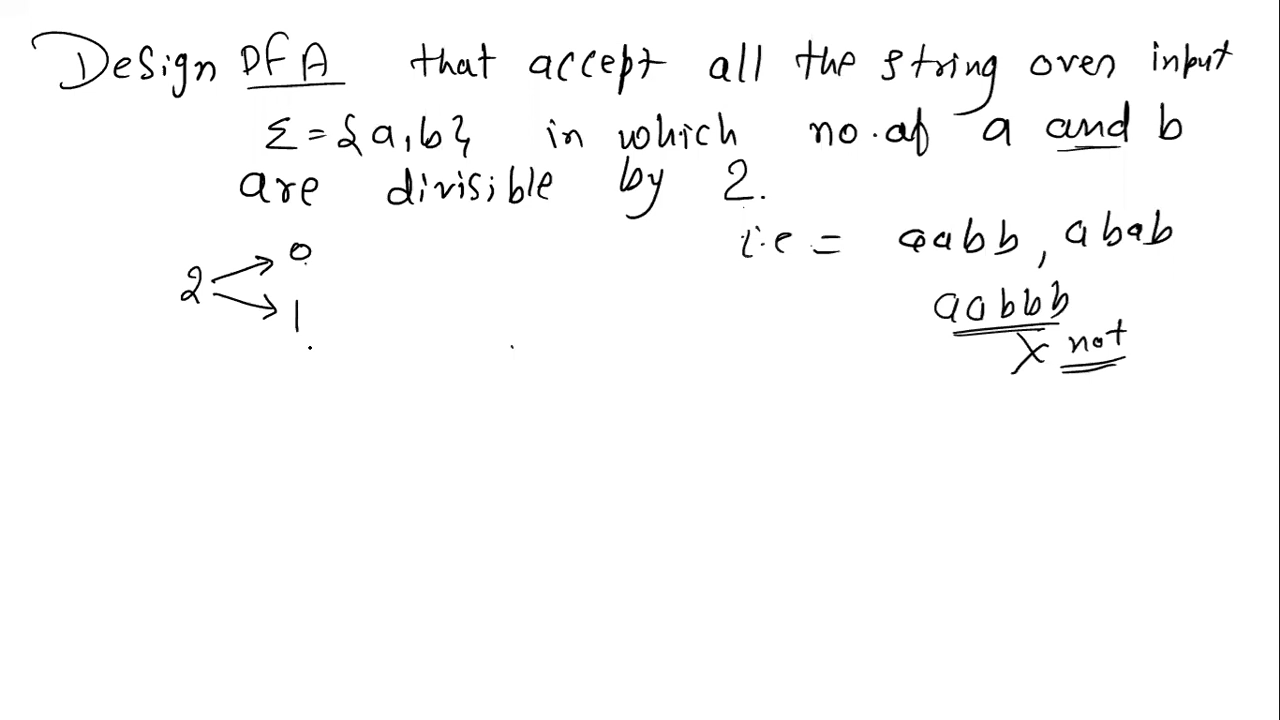 Design DFA that accept all the string over input
Σ = {a, b} in which no. of a and b
are divisible by 2.
i.e = aabb, abab
2 → 0
→ 1
aabbb
X not